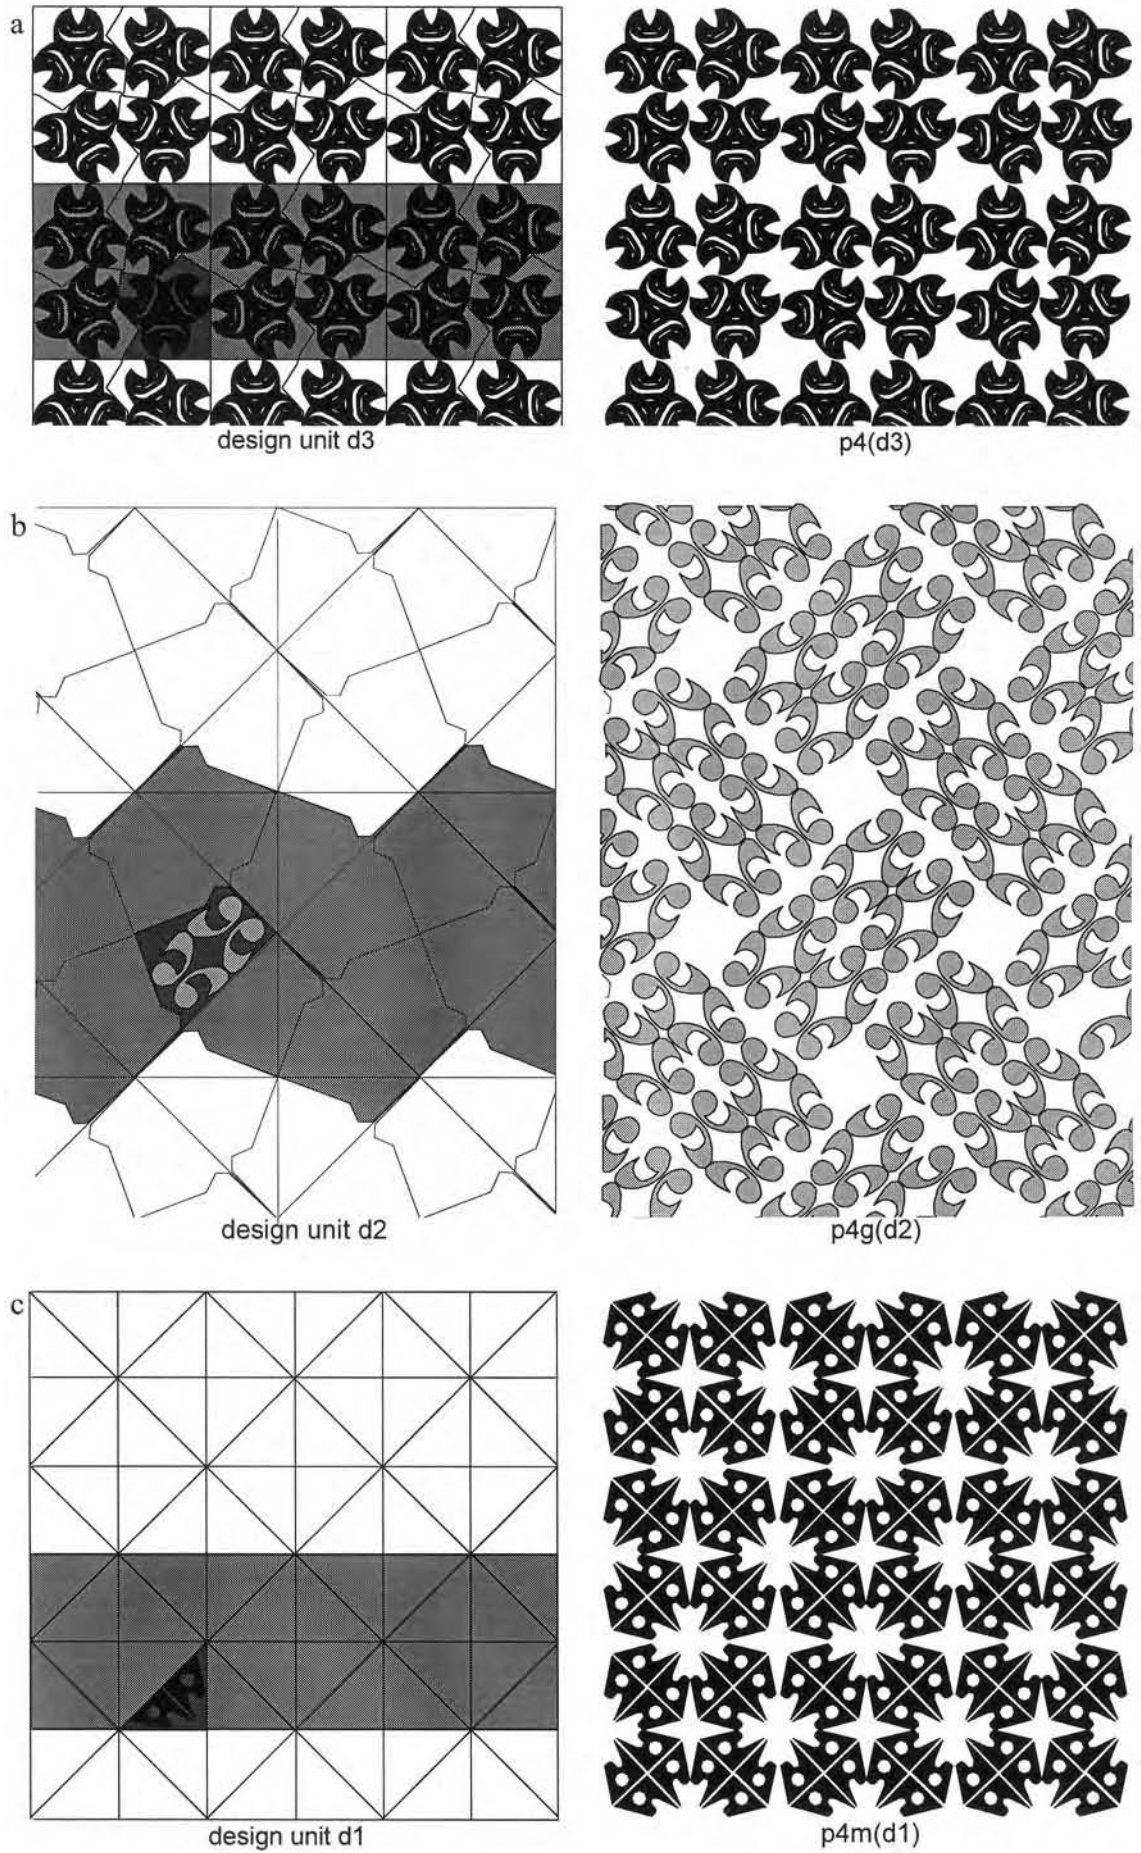 a
design unit d3
p4(d3)
b
design unit d2
p4g(d2)
c
design unit d1
p4m(d1)